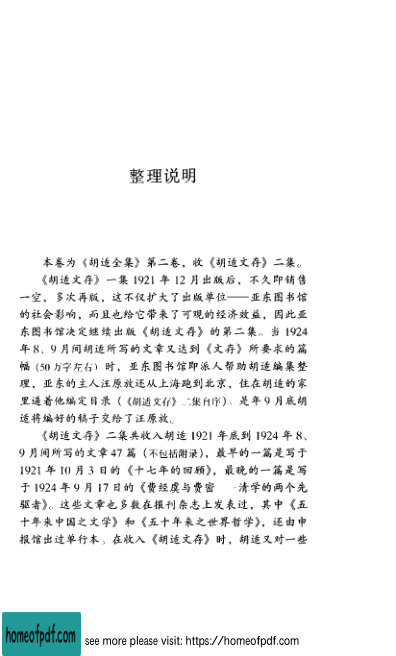 整理说明
本卷为《胡适全集》第二卷，收《胡适文存》二集。
《胡适文存》一集 1921 年 12 月出版后，不久即销售
一空，多次再版，这不仅扩大了出版单位——亚东图书馆
的社会影响，而且也给它带来了可观的经济效益，因此亚
东图书馆决定继续出版《胡适文存》的第二集。当 1924
年 8、9 月间胡适所写的文章又达到《文存》所要求的篇
幅（50 万字左右）时，亚东图书馆即派人帮助胡适编集整
理，亚东的主人汪原放还从上海跑到北京，住在胡适的家
里逼着他编定目录（《胡适文存》二集自序）。是年 9 月底胡
适将编好的稿子交给了汪原放。
《胡适文存》二集共收入胡适 1921 年底到 1924 年 8、
9 月间所写的文章 47 篇（不包括附录），最早的一篇是写于
1921 年 10 月 3 日的《十七年的回顾》，最晚的一篇是写
于 1924 年 9 月 17 日的《费经虞与费密——清学的两个先
驱者》。这些文章也多数在报刊杂志上发表过，其中《五
十年来中国之文学》和《五十年来之世界哲学》，还由申
报馆出过单行本。在收入《胡适文存》时，胡适又对一些
homeofpdf.com
see more please visit: https://homeofpdf.com